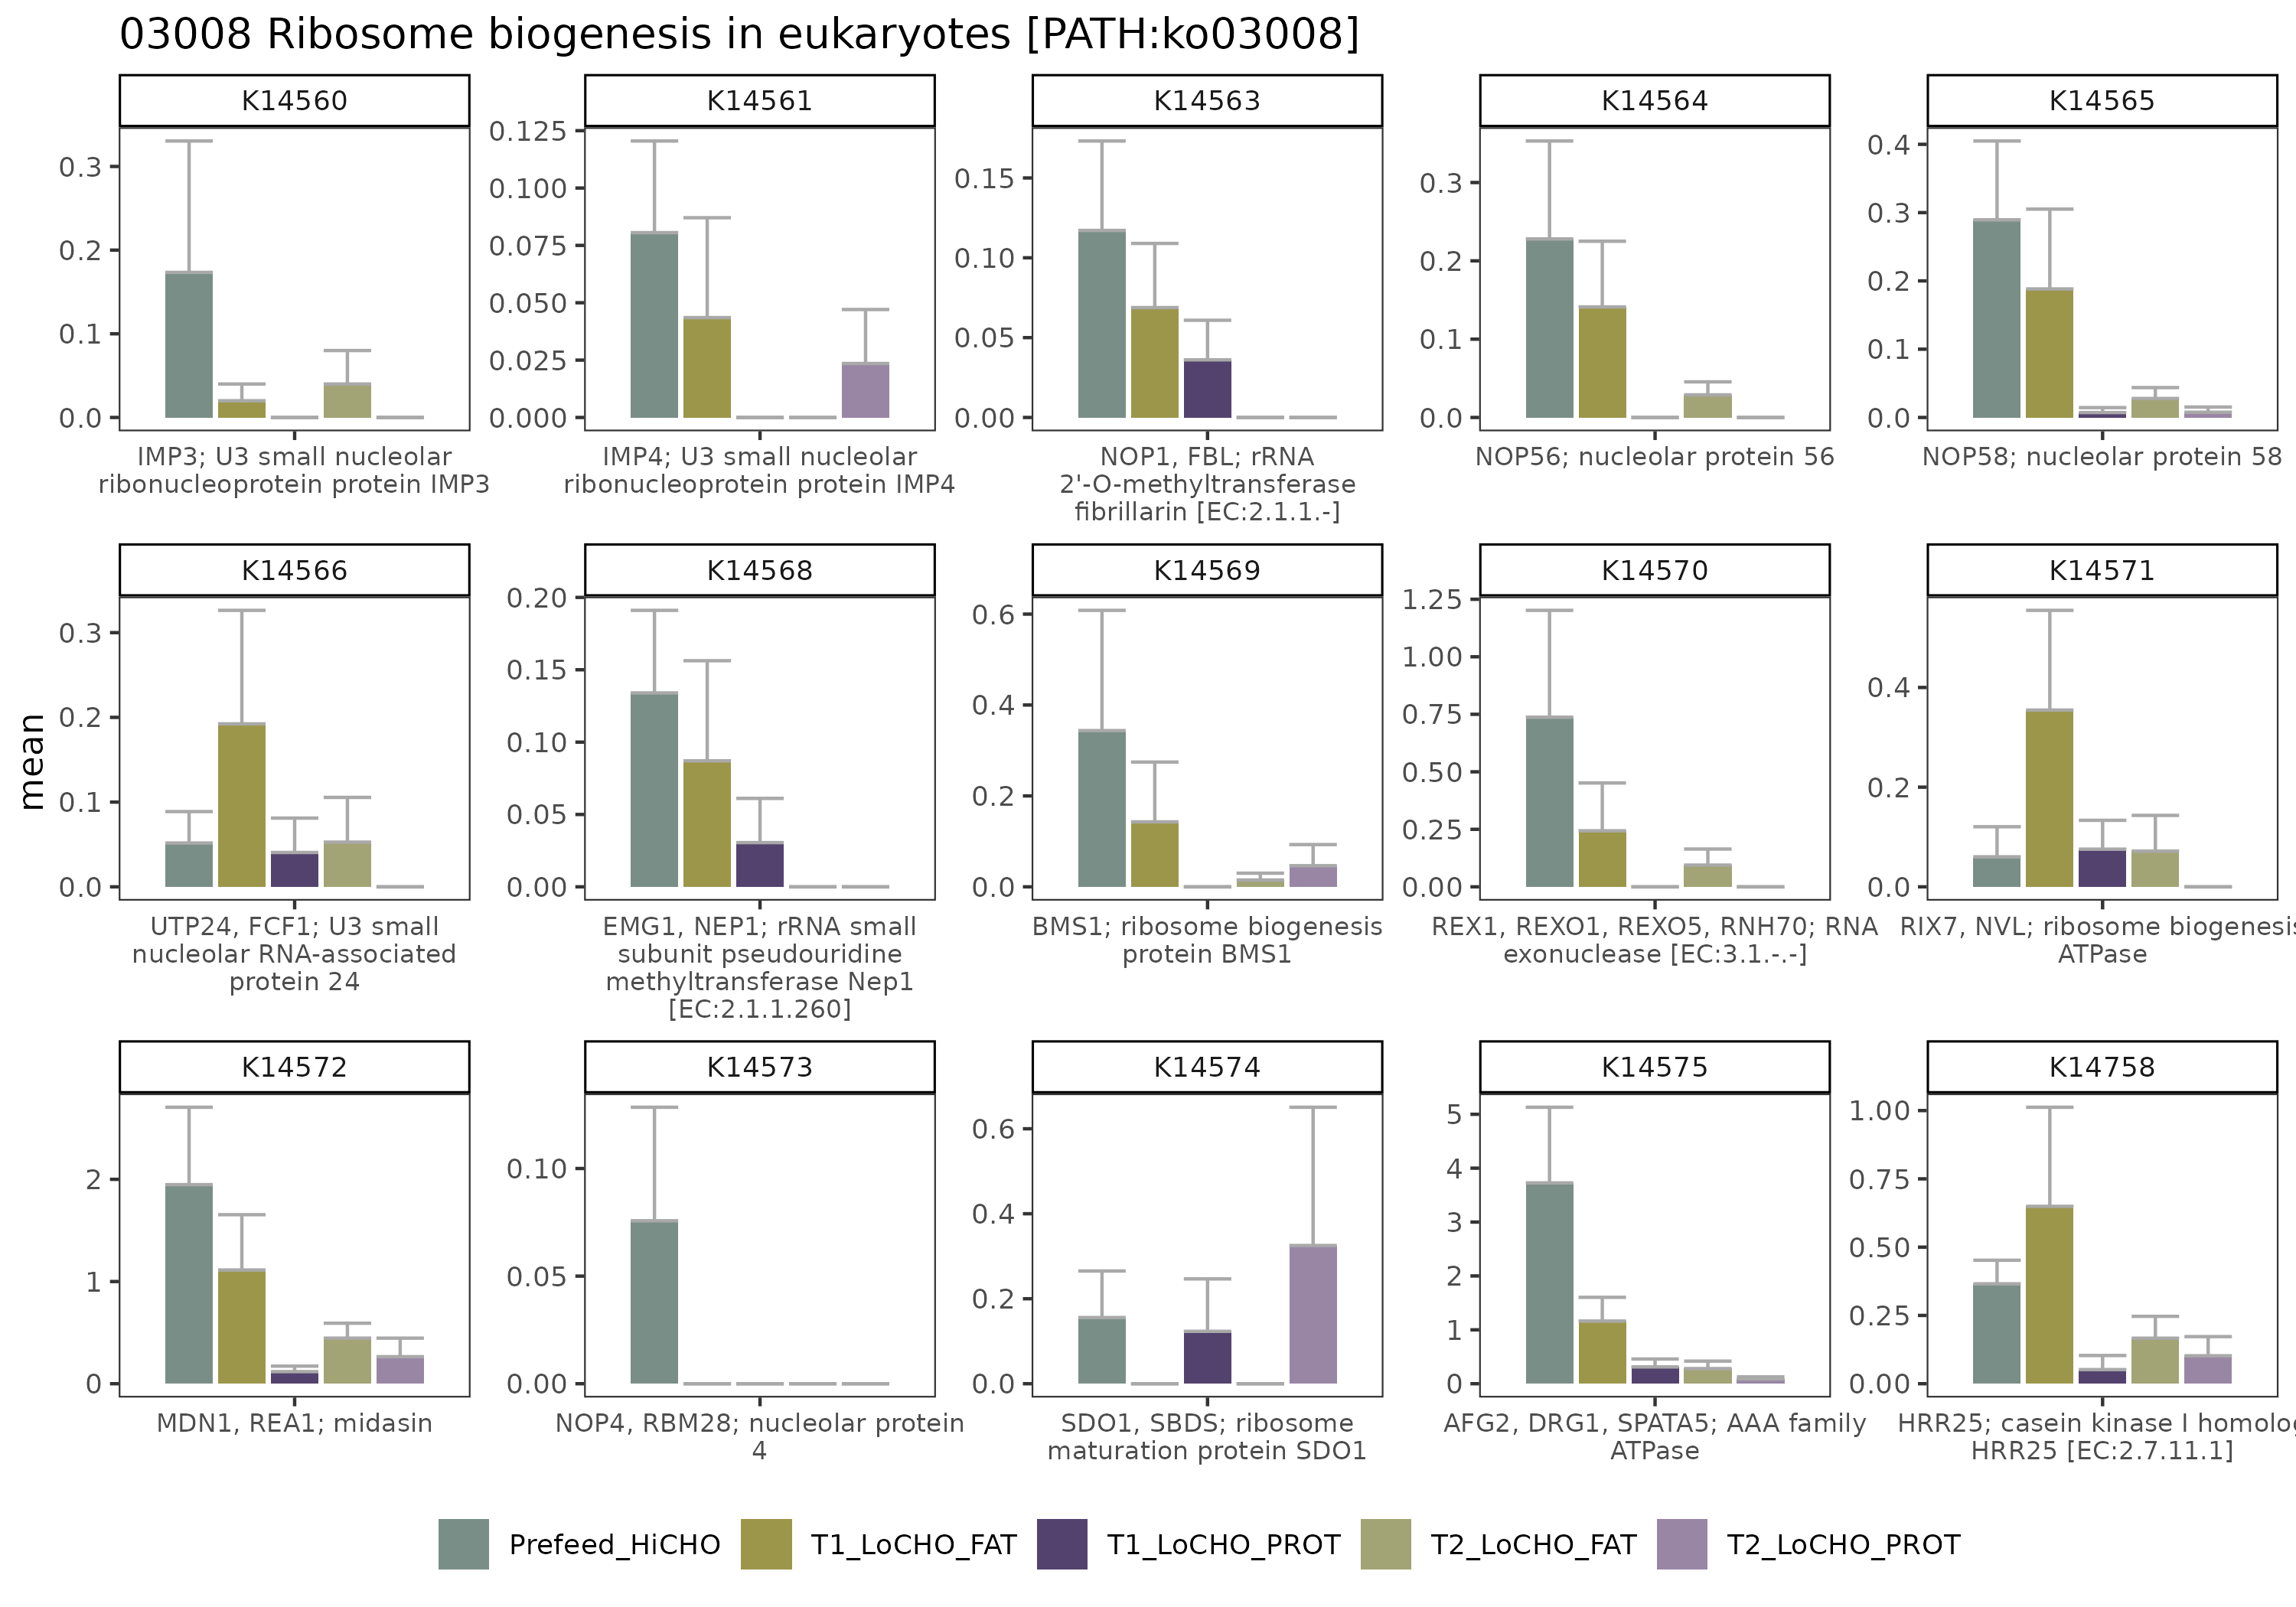 03008 Ribosome biogenesis in eukaryotes [PATH:ko03008]
K14560
K14561
K14563
K14564
K14565
0.3
0.2
0.1
0.0
0.125
0.100
0.075
0.050
0.025
0.000
0.15
0.10
0.05
0.00
0.3
0.2
0.1
0.0
0.4
0.3
0.2
0.1
0.0
IMP3; U3 small nucleolar
ribonucleoprotein protein IMP3
IMP4; U3 small nucleolar
ribonucleoprotein protein IMP4
NOP1, FBL; rRNA
2'-O-methyltransferase
fibrillarin [EC:2.1.1.-]
NOP56; nucleolar protein 56
NOP58; nucleolar protein 58
mean
K14566
K14568
K14569
K14570
K14571
0.3
0.2
0.1
0.0
0.20
0.15
0.10
0.05
0.00
0.6
0.4
0.2
0.0
1.25
1.00
0.75
0.50
0.25
0.00
0.4
0.2
0.0
UTP24, FCF1; U3 small
nucleolar RNA-associated
protein 24
EMG1, NEP1; rRNA small
subunit pseudouridine
methyltransferase Nep1
[EC:2.1.1.260]
BMS1; ribosome biogenesis
protein BMS1
REX1, REXO1, REXO5, RNH70; RNA
exonuclease [EC:3.1.-.-]
RIX7, NVL; ribosome biogenesis
ATPase
K14572
K14573
K14574
K14575
K14758
2
1
0
0.10
0.05
0.00
0.6
0.4
0.2
0.0
5
4
3
2
1
0
1.00
0.75
0.50
0.25
0.00
MDN1, REA1; midasin
NOP4, RBM28; nucleolar protein
4
SDO1, SBDS; ribosome
maturation protein SDO1
AFG2, DRG1, SPATA5; AAA family
ATPase
HRR25; casein kinase I homolog
HRR25 [EC:2.7.11.1]
Prefeed_HiCHO
T1_LoCHO_FAT
T1_LoCHO_PROT
T2_LoCHO_FAT
T2_LoCHO_PROT